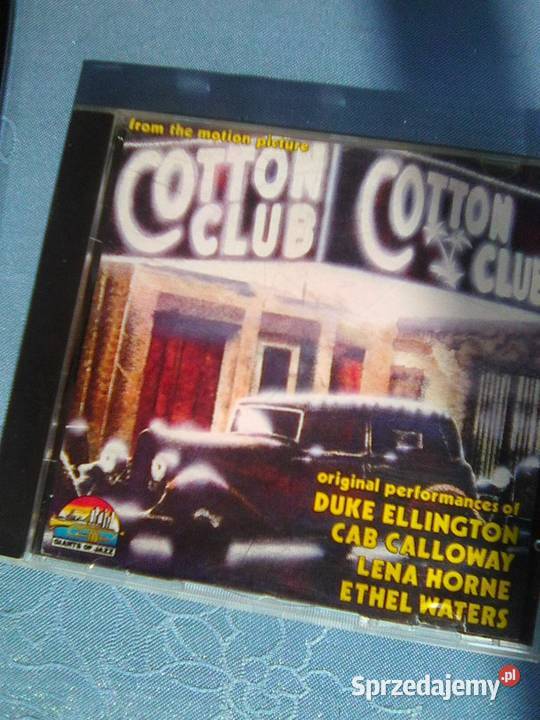 from the motion picture
COTTON
CLUB
COTTON
CLUB
original performances of
DUKE ELLINGTON
CAB CALLOWAY
LENA HORNE
ETHEL WATERS
GIANTS OF JAZZ
Sprzedajemy.pl